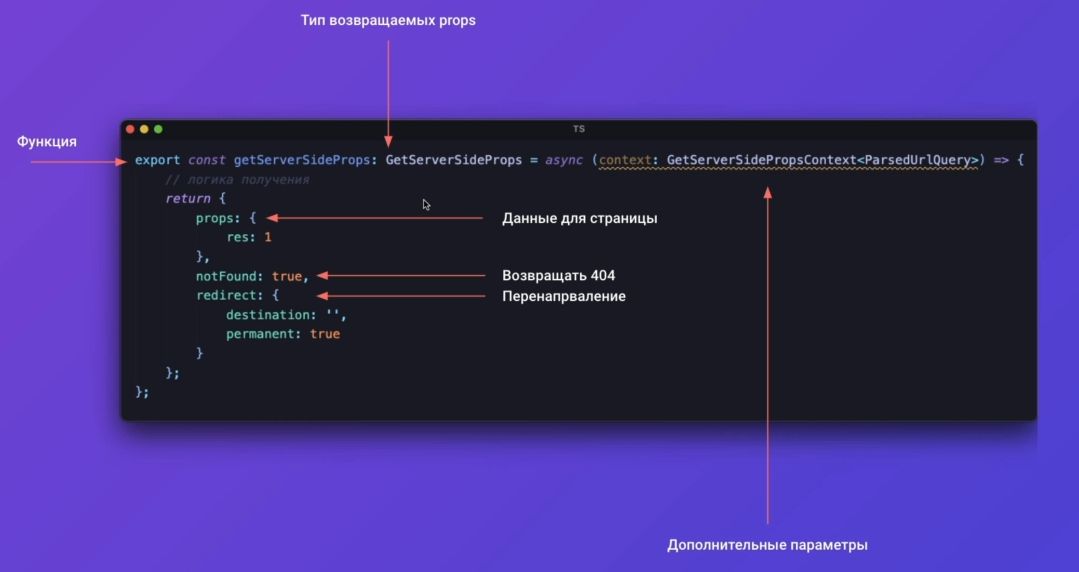 Тип возвращаемых props
TS
Функция
export const getServerSideProps: GetServerSideProps = async (context: GetServerSidePropsContext<ParsedUrlQuery>) => {
// логика получения
return {
props: {
Данные для страницы
res: 1
},
notFound: true,
Возвращать 404
redirect: {
Перенапрваление
destination: '',
permanent: true
}
};
};
Дополнительные параметры